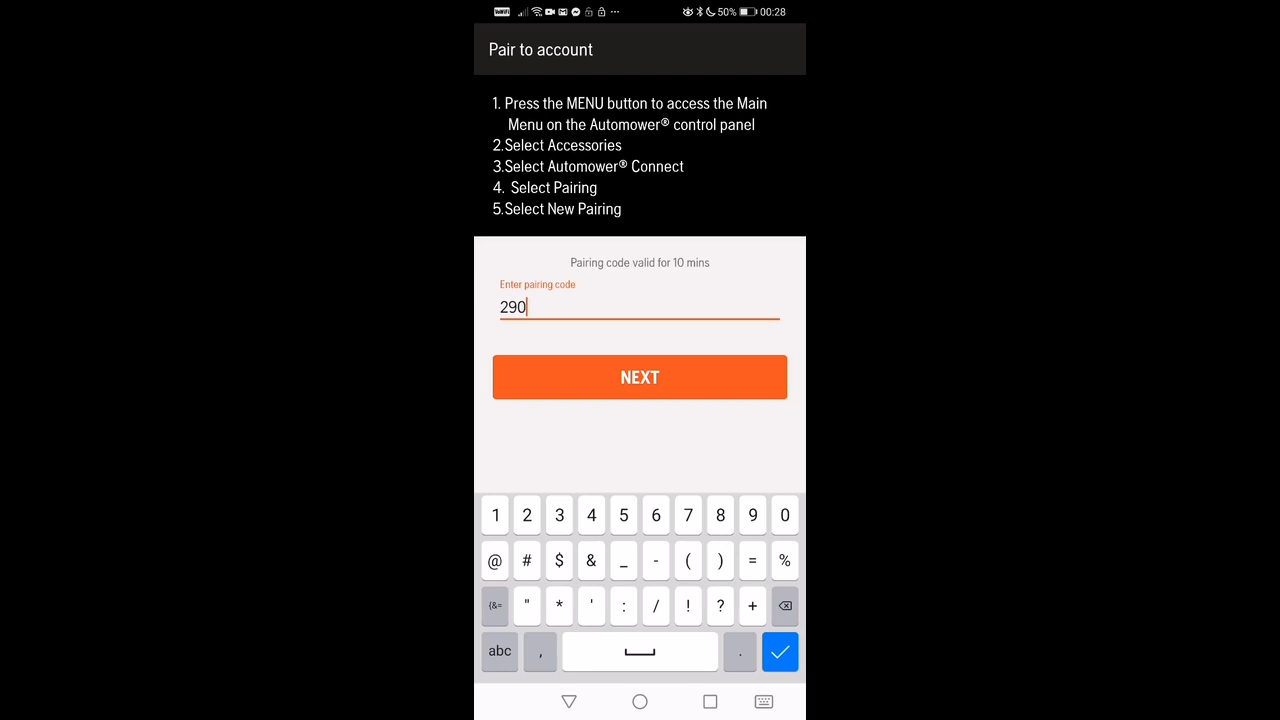 VoWiFi 50% 00:28
Pair to account
1. Press the MENU button to access the Main
Menu on the Automower® control panel
2.Select Accessories
3.Select Automower® Connect
4. Select Pairing
5.Select New Pairing
Pairing code valid for 10 mins
Enter pairing code
290
NEXT
1 2 3 4 5 6 7 8 9 0
@ # $ & _ - ( ) = %
{&= " * ' : / ! ? +
abc , .